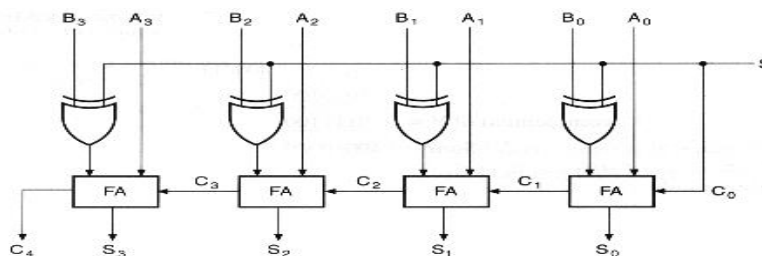 B₃ A₃ B₂ A₂ B₁ A₁ B₀ A₀
S
FA C₃ FA C₂ FA C₁ FA C₀
C₄ S₃ S₂ S₁ S₀